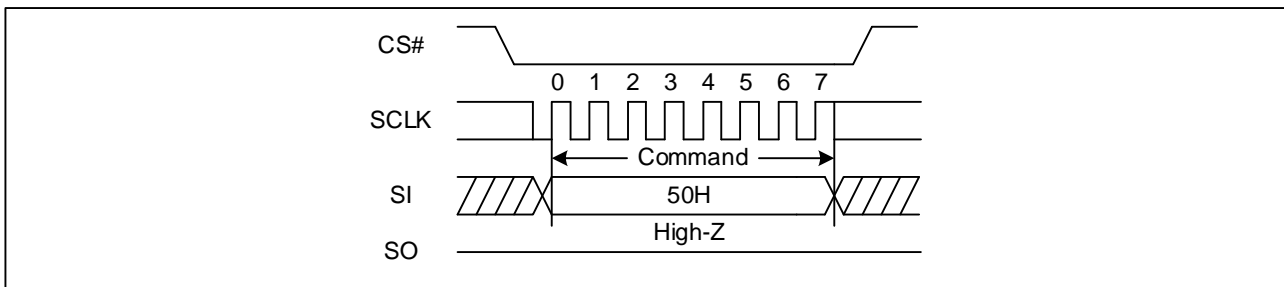 CS#
0 1 2 3 4 5 6 7
SCLK
Command
SI
50H
High-Z
SO